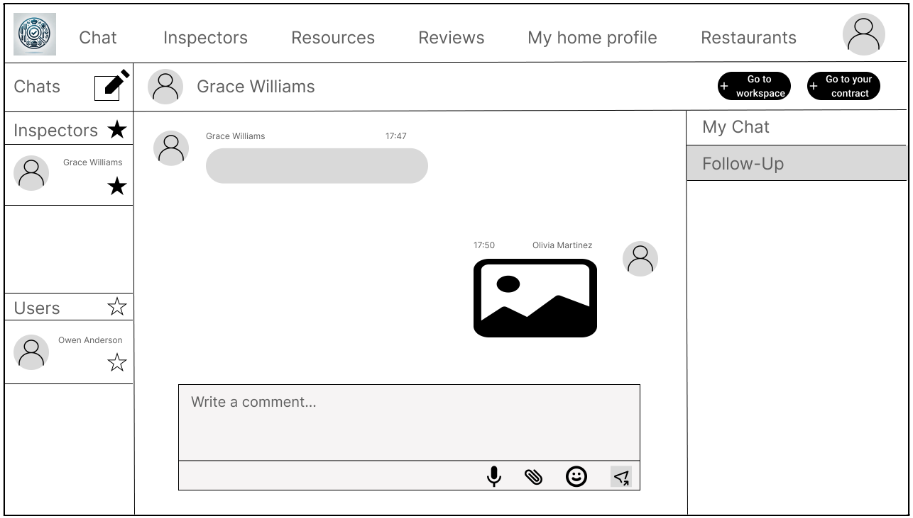 Chat Inspectors Resources Reviews My home profile Restaurants
Chats
Grace Williams
+ Go to
workspace
+ Go to your
contract
Inspectors
Grace Williams
Users
Owen Anderson
Grace Williams 17:47
17:50 Olivia Martinez
Write a comment...
My Chat
Follow-Up